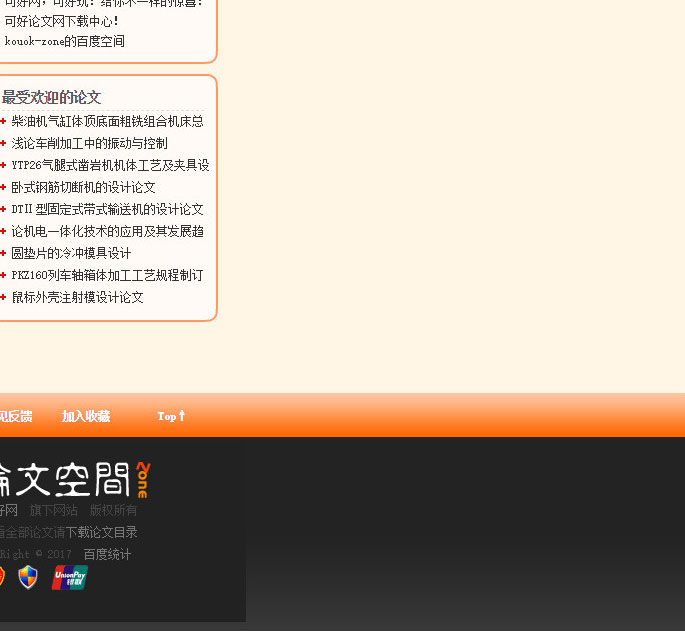 可好网，可好玩！给你不一样的惊喜！
可好论文网下载中心！
kouok-zone的百度空间
最受欢迎的论文
柴油机气缸体顶底面粗铣组合机床总
浅论车削加工中的振动与控制
YTP26气腿式凿岩机机体工艺及夹具设
卧式钢筋切断机的设计论文
DTⅡ型固定式带式输送机的设计论文
论机电一体化技术的应用及其发展趋
圆垫片的冷冲模具设计
PKZ160列车轴箱体加工工艺规程制订
鼠标外壳注射模设计论文
见反馈 加入收藏 Top↑
論文空間 Zone
好网 旗下网站 版权所有
看全部论文请下载论文目录
Right © 2017 百度统计
UnionPay 银联